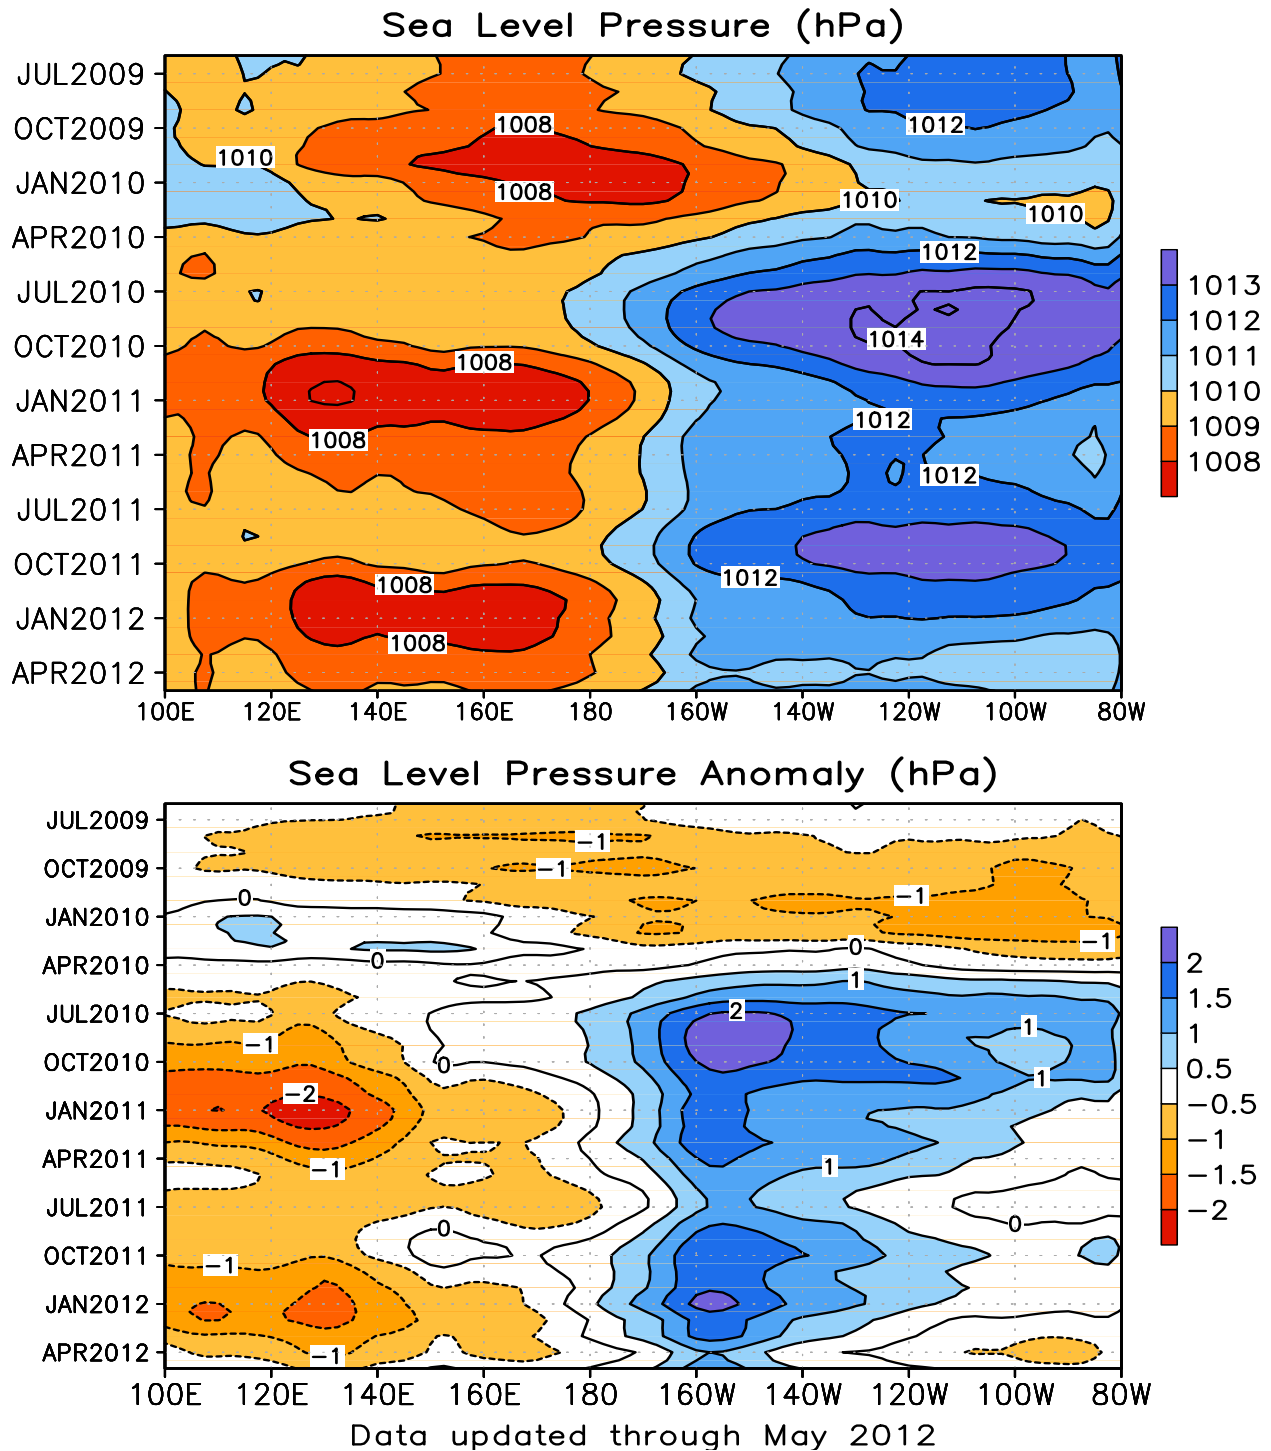 Sea Level Pressure (hPa)
JUL2009
OCT2009
JAN2010
APR2010
JUL2010
OCT2010
JAN2011
APR2011
JUL2011
OCT2011
JAN2012
APR2012
1008
1012
1010
1008
1010
1010
1012
1014
1008
1012
1008
1012
1012
1008
1008
1013
1012
1011
1010
1009
1008
100E 120E 140E 160E 180 160W 140W 120W 100W 80W
Sea Level Pressure Anomaly (hPa)
JUL2009
OCT2009
JAN2010
APR2010
JUL2010
OCT2010
JAN2011
APR2011
JUL2011
OCT2011
JAN2012
APR2012
−1
−1
0
−1
−1
0
0
1
2
1
−1
0
1
−2
−1
1
0
0
−1
−1
2
1.5
1
0.5
−0.5
−1
−1.5
−2
100E 120E 140E 160E 180 160W 140W 120W 100W 80W
Data updated through May 2012